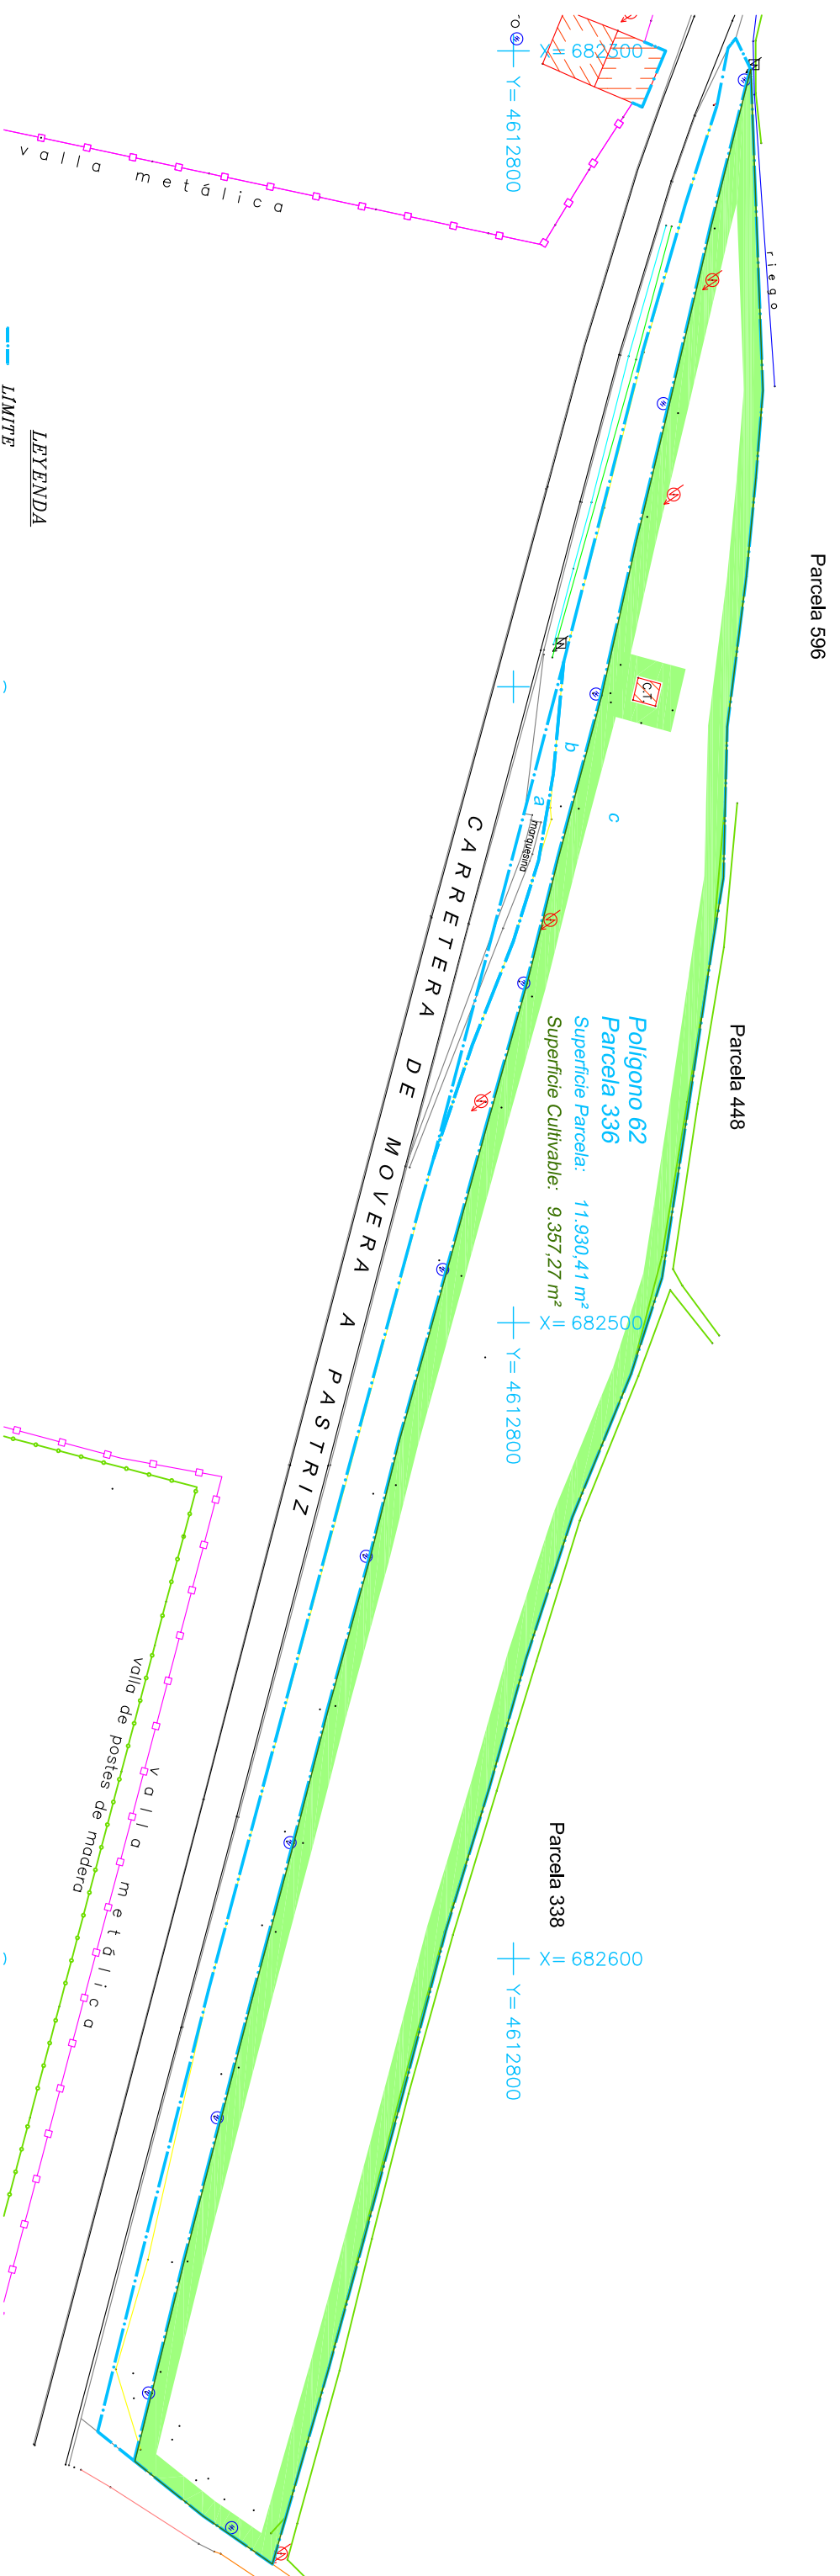 X= 682300
Y= 4612800
valla metálica
riego
LEYENDA
LÍMITE
Parcela 596
C.T.
b
a
c
marquesina
CARRETERA DE MOVERA A PASTRIZ
Polígono 62
Parcela 336
Superficie Parcela: 11.930,41 m²
Superficie Cultivable: 9.357,27 m²
Parcela 448
X= 682500
Y= 4612800
valla de postes de madera
valla metálica
Parcela 338
X= 682600
Y= 4612800